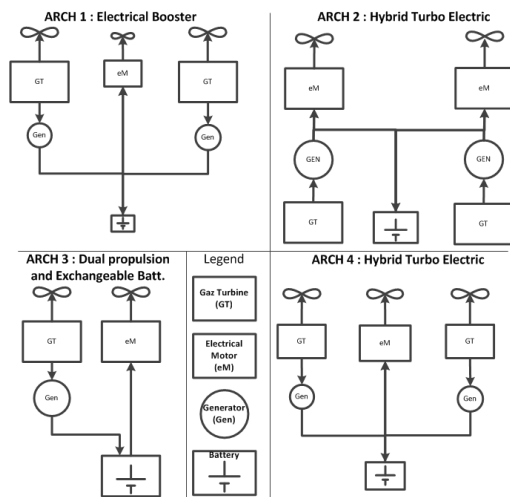 ARCH 1 : Electrical Booster
GT
eM
GT
Gen
Gen
ARCH 2 : Hybrid Turbo Electric
eM
eM
GEN
GEN
GT
GT
ARCH 3 : Dual propulsion
and Exchangeable Batt.
GT
eM
Gen
Legend
Gaz Turbine
(GT)
Electrical
Motor
(eM)
Generator
(Gen)
Battery
ARCH 4 : Hybrid Turbo Electric
GT
eM
GT
Gen
Gen